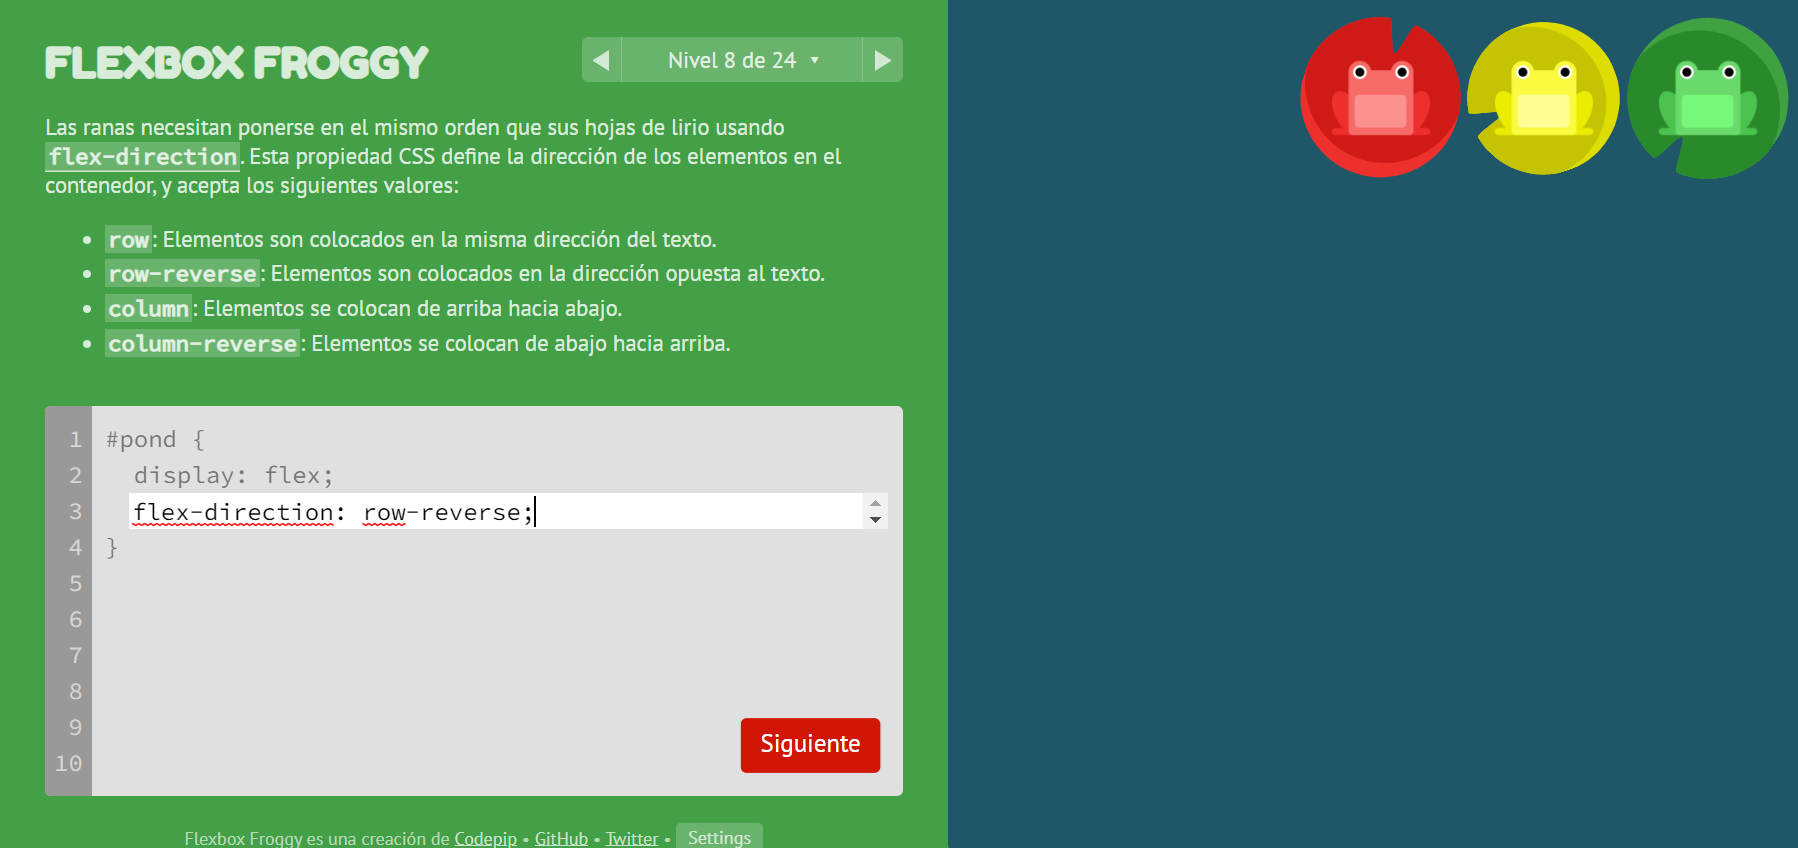 FLEXBOX FROGGY
Nivel 8 de 24
Las ranas necesitan ponerse en el mismo orden que sus hojas de lirio usando
flex-direction. Esta propiedad CSS define la dirección de los elementos en el
contenedor, y acepta los siguientes valores:
row: Elementos son colocados en la misma dirección del texto.
row-reverse: Elementos son colocados en la dirección opuesta al texto.
column: Elementos se colocan de arriba hacia abajo.
column-reverse: Elementos se colocan de abajo hacia arriba.
1 #pond {
2 display: flex;
3 flex-direction: row-reverse;
4 }
5
6
7
8
9
10
Siguiente
Flexbox Froggy es una creación de Codepip • GitHub • Twitter • Settings